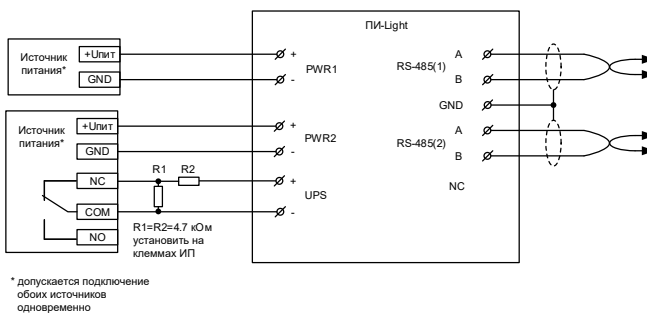 ПИ-Light
Источник
питания*
+Uпит
GND
+
-
PWR1
RS-485(1)
A
B
GND
Источник
питания*
+Uпит
GND
+
-
PWR2
RS-485(2)
A
B
NC
COM
NO
R1
R2
+
-
UPS
NC
R1=R2=4.7 кОм
установить на
клеммах ИП
* допускается подключение
обоих источников
одновременно